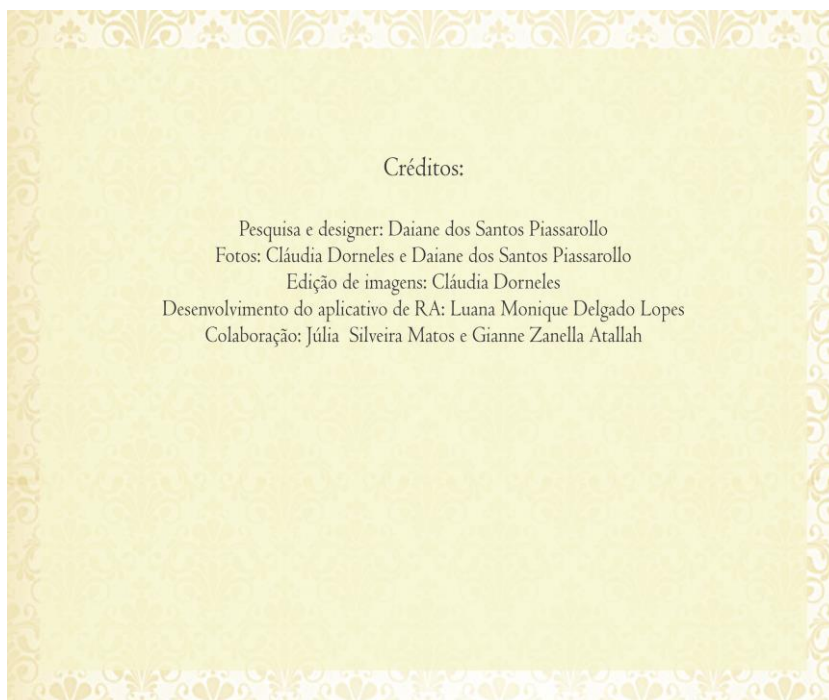 Créditos:
Pesquisa e designer: Daiane dos Santos Piassarollo
Fotos: Cláudia Dorneles e Daiane dos Santos Piassarollo
Edição de imagens: Cláudia Dorneles
Desenvolvimento do aplicativo de RA: Luana Monique Delgado Lopes
Colaboração: Júlia Silveira Matos e Gianne Zanella Atallah